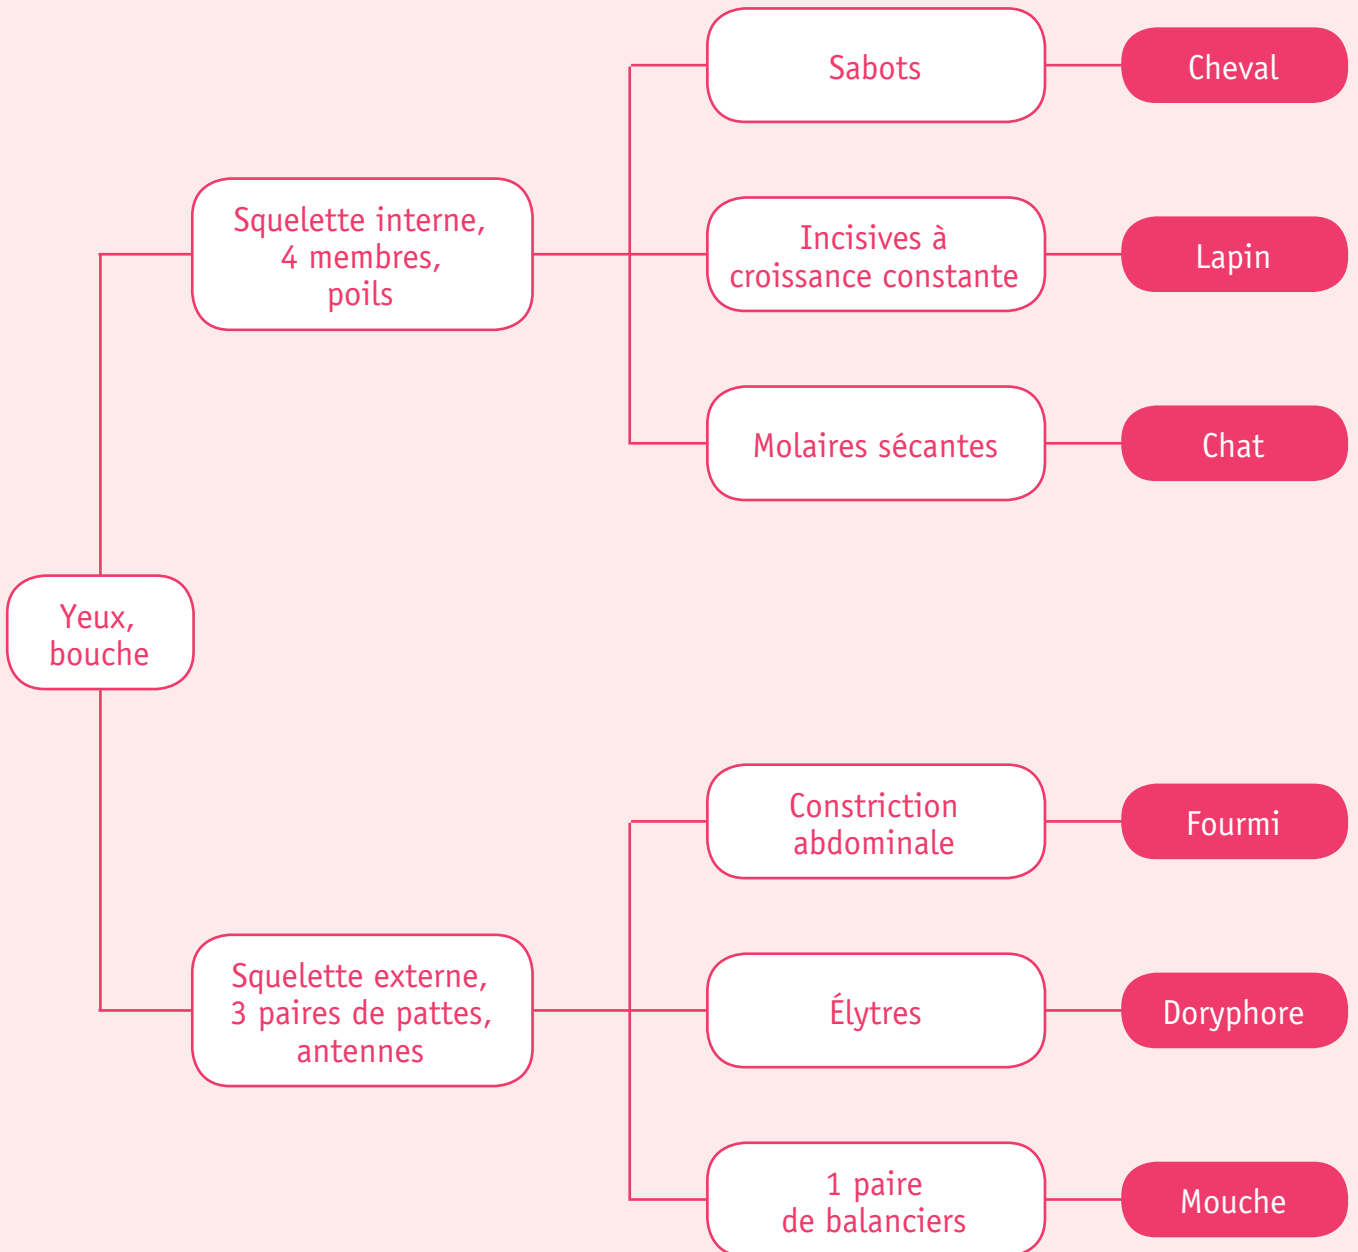 Sabots
Cheval
Squelette interne,
4 membres,
poils
Incisives à
croissance constante
Lapin
Molaires sécantes
Chat
Yeux,
bouche
Constriction
abdominale
Fourmi
Squelette externe,
3 paires de pattes,
antennes
Élytres
Doryphore
1 paire
de balanciers
Mouche